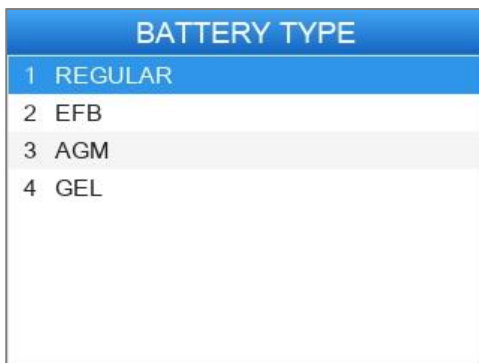 BATTERY TYPE
1 REGULAR
2 EFB
3 AGM
4 GEL